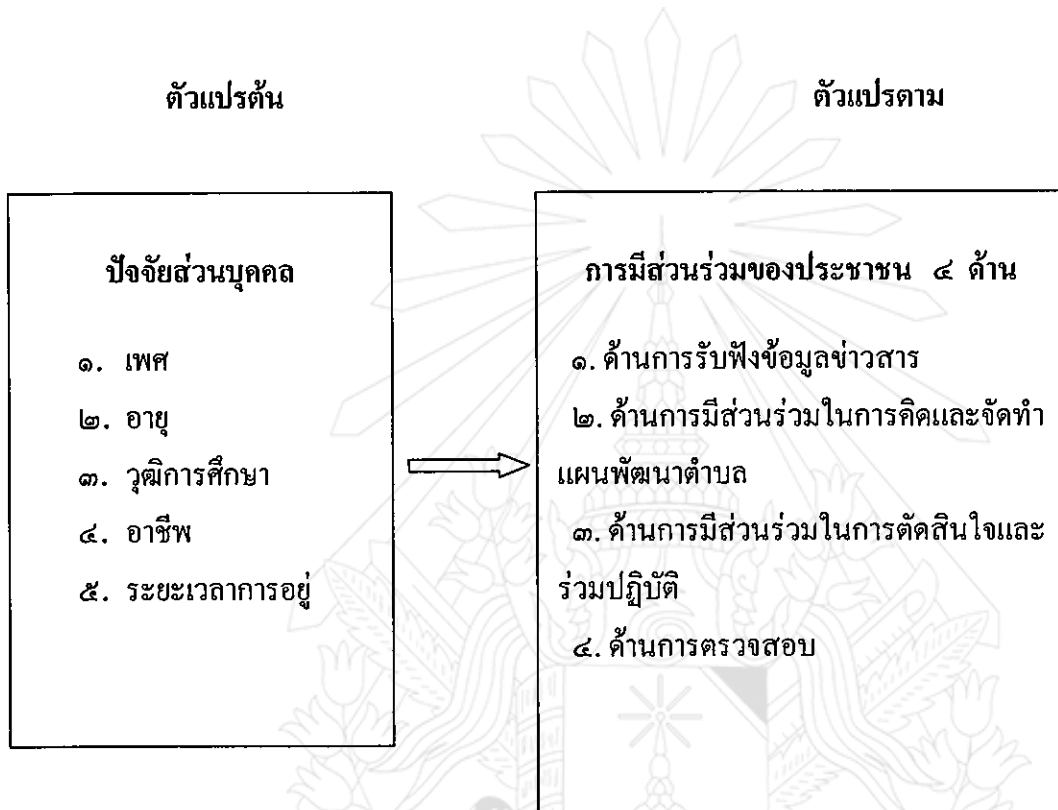 ตัวแปรต้น
ตัวแปรตาม
ปัจจัยส่วนบุคคล
๑. เพศ
๒. อายุ
๓. วุฒิการศึกษา
๔. อาชีพ
๕. ระยะเวลาการอยู่
การมีส่วนร่วมของประชาชน ๔ ด้าน
๑. ด้านการรับฟังข้อมูลข่าวสาร
๒. ด้านการมีส่วนร่วมในการคิดและจัดทำ
แผนพัฒนาตำบล
๓. ด้านการมีส่วนร่วมในการตัดสินใจและ
ร่วมปฏิบัติ
๔. ด้านการตรวจสอบ